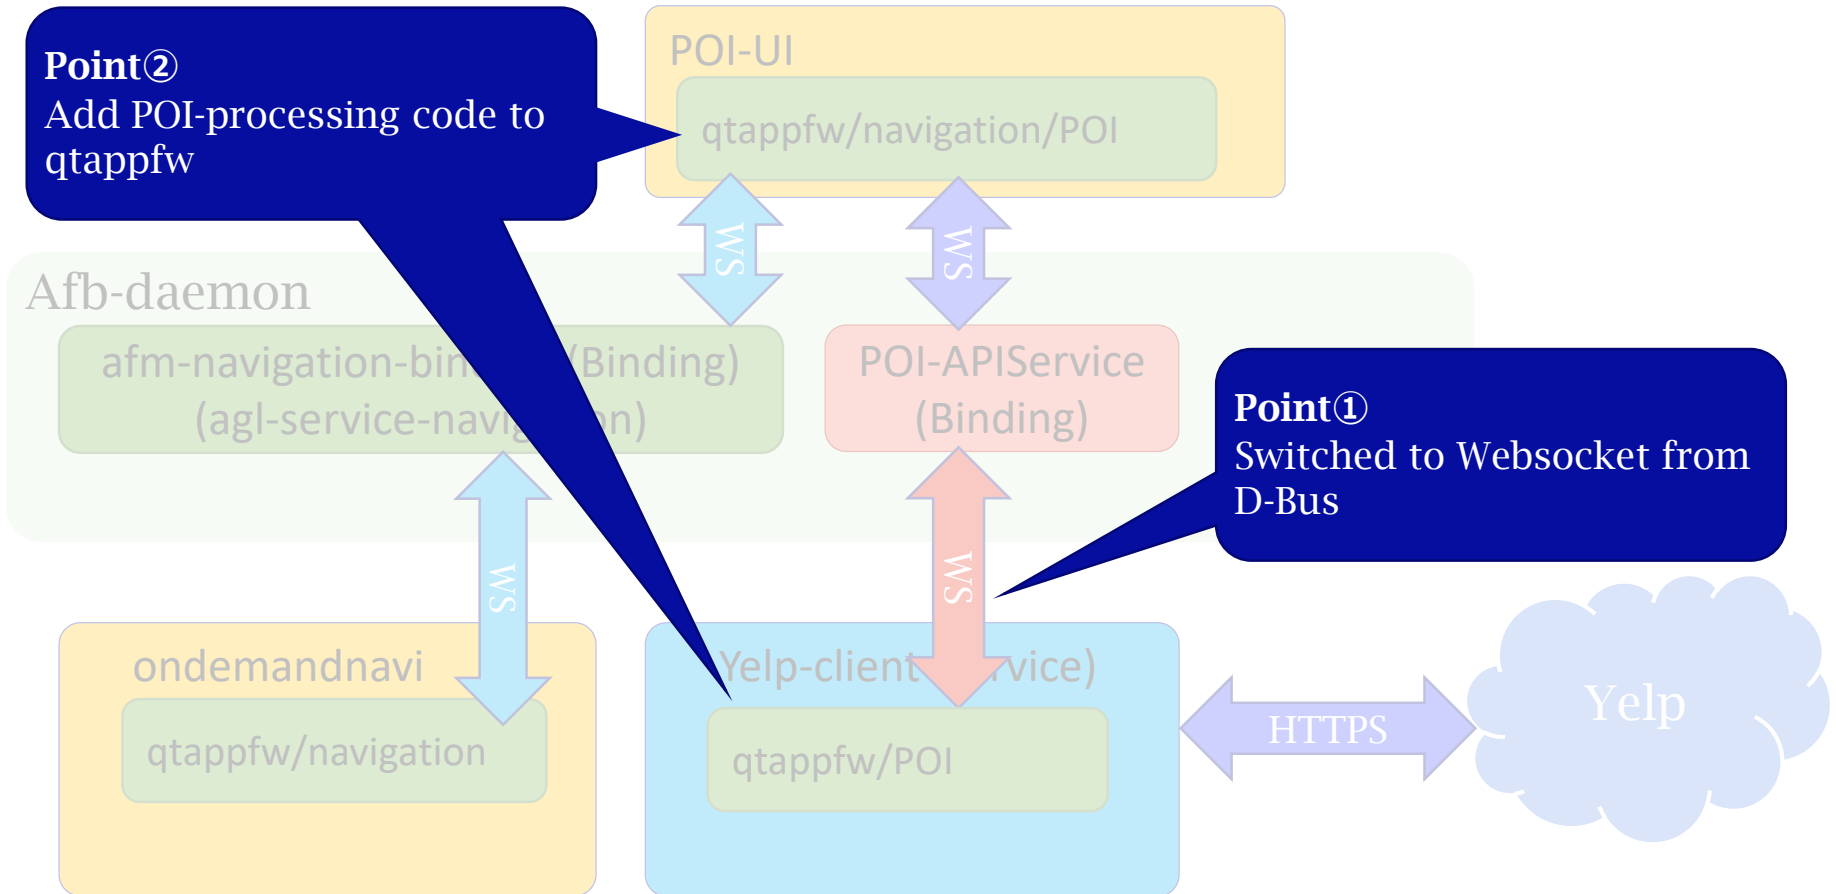 Point②
Add POI-processing code to
qtappfw
POI-UI
qtappfw/navigation/POI
WS
WS
Afb-daemon
afm-navigation-bin (Binding)
(agl-service-navig n)
POI-APIService
(Binding)
Point①
Switched to Websocket from
D-Bus
WS
WS
ondemandnavi
qtappfw/navigation
Yelp-client vice)
qtappfw/POI
HTTPS
Yelp